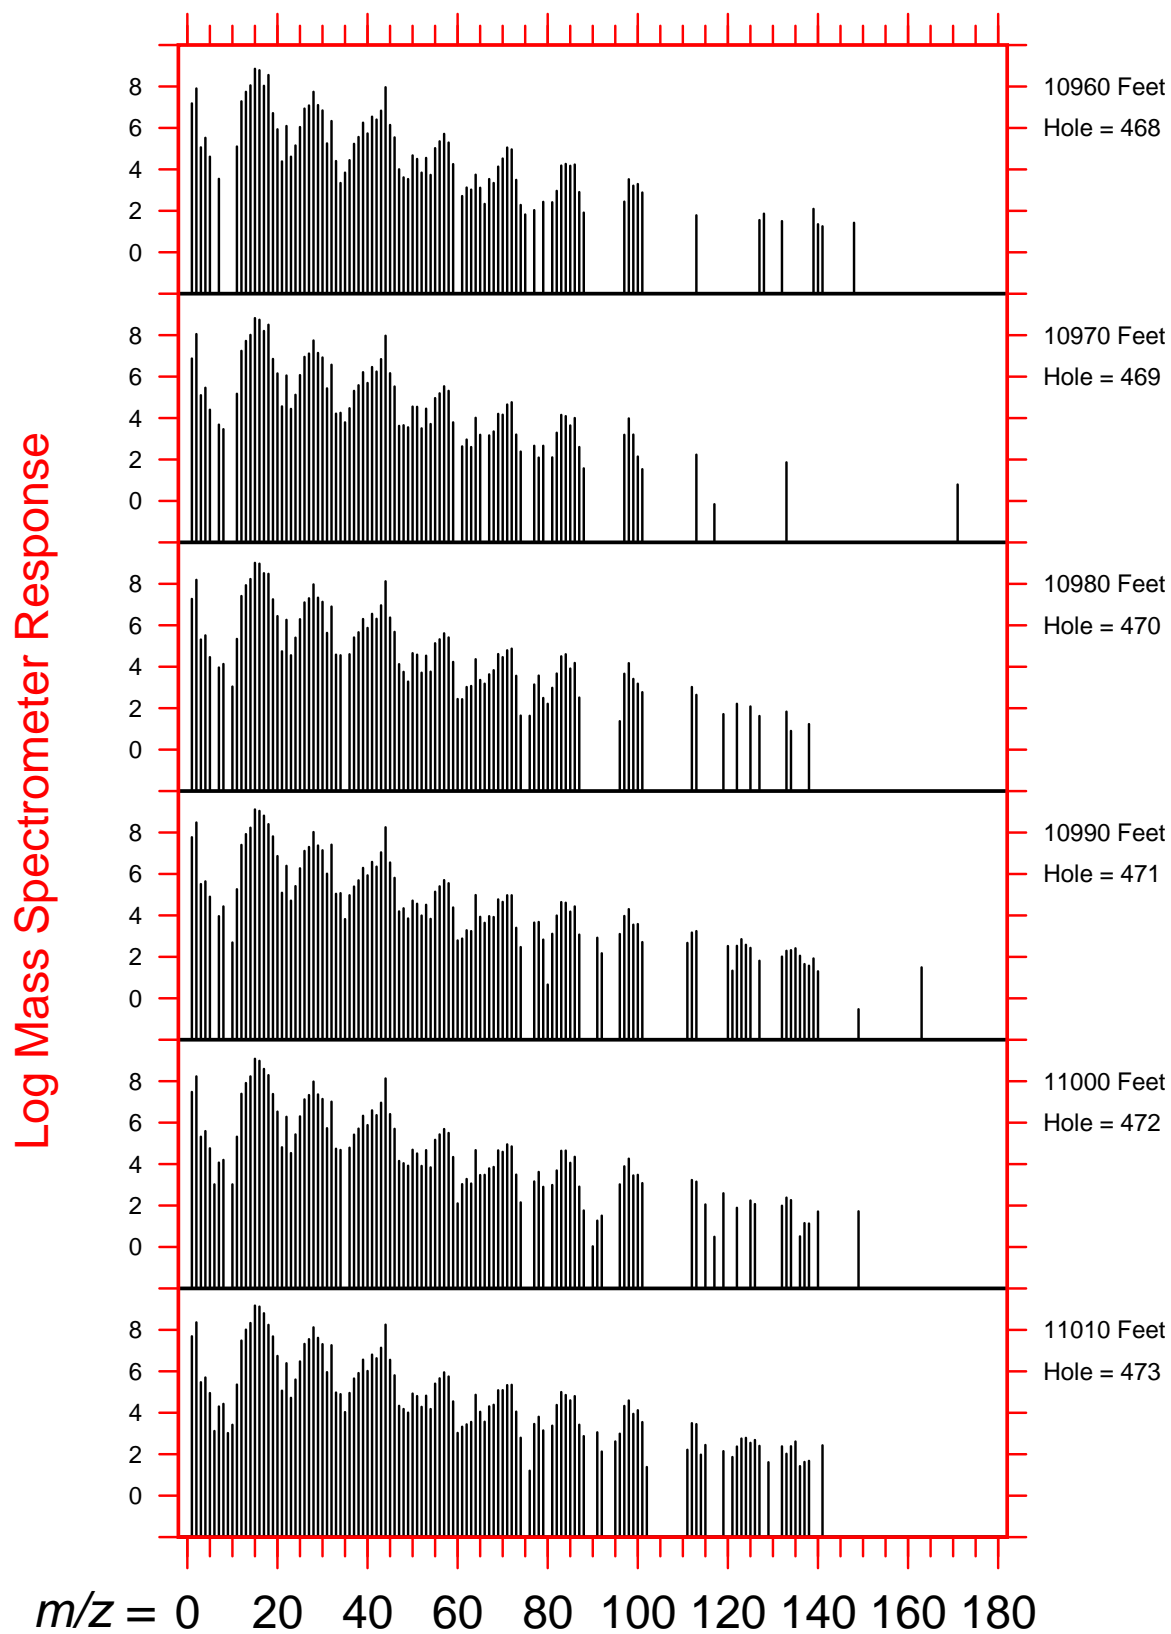 Log Mass Spectrometer Response
8
6
4
2
0
10960 Feet
Hole = 468
8
6
4
2
0
10970 Feet
Hole = 469
8
6
4
2
0
10980 Feet
Hole = 470
8
6
4
2
0
10990 Feet
Hole = 471
8
6
4
2
0
11000 Feet
Hole = 472
8
6
4
2
0
11010 Feet
Hole = 473
m/z = 0 20 40 60 80 100 120 140 160 180